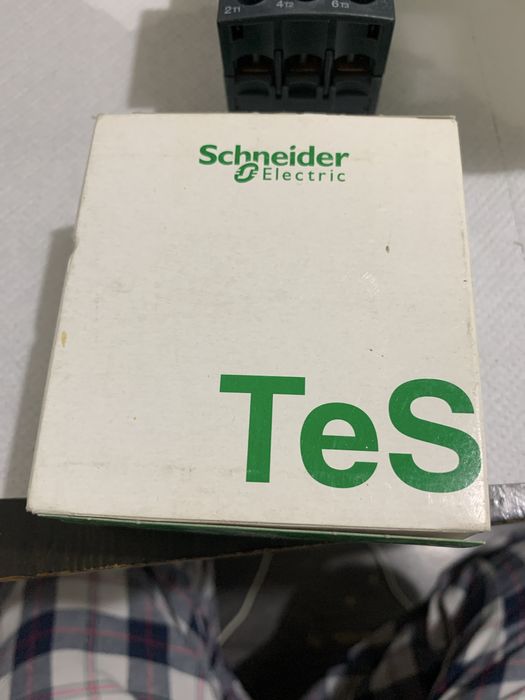 2T1 4T2 6T3
Schneider
Electric
TeS